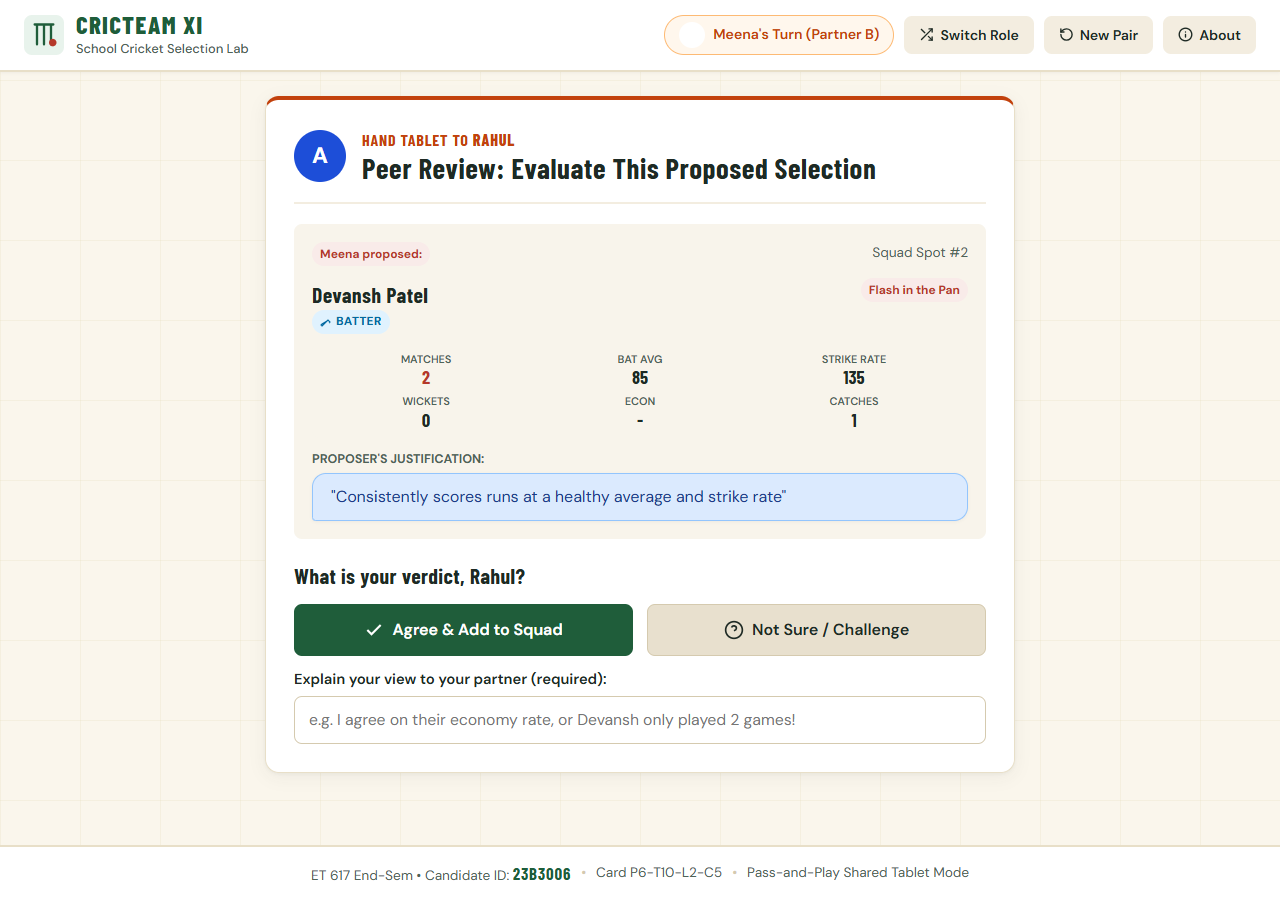 CRICTEAM XI
School Cricket Selection Lab
Meena's Turn (Partner B)
Switch Role
New Pair
About
A
HAND TABLET TO RAHUL
Peer Review: Evaluate This Proposed Selection
Meena proposed:
Squad Spot #2
Devansh Patel
Flash in the Pan
BATTER
MATCHES
2
BAT AVG
85
STRIKE RATE
135
WICKETS
0
ECON
-
CATCHES
1
PROPOSER'S JUSTIFICATION:
"Consistently scores runs at a healthy average and strike rate"
What is your verdict, Rahul?
Agree & Add to Squad
Not Sure / Challenge
Explain your view to your partner (required):
e.g. I agree on their economy rate, or Devansh only played 2 games!
ET 617 End-Sem • Candidate ID: 23B3006 • Card P6-T10-L2-C5 • Pass-and-Play Shared Tablet Mode